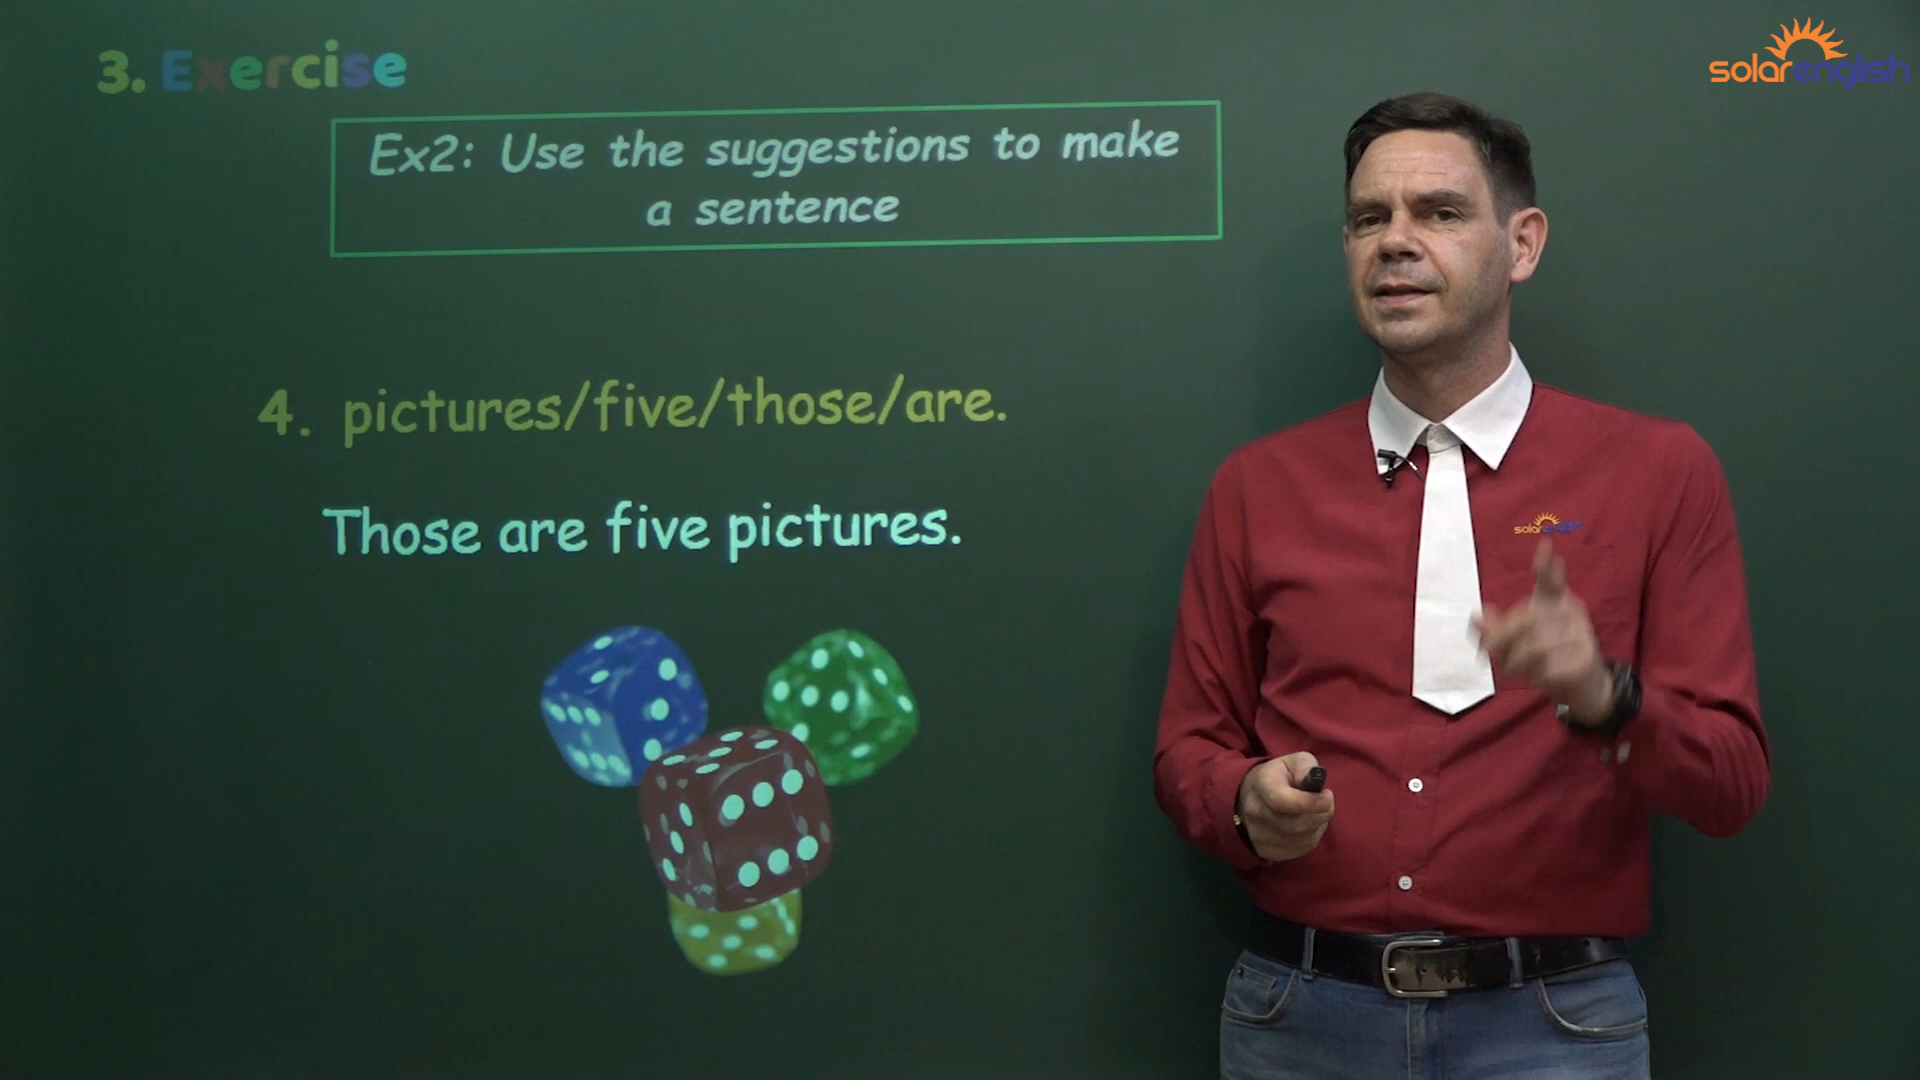 3. Exercise
solarenglish
Ex2: Use the suggestions to make
a sentence
4. pictures/five/those/are.
Those are five pictures.
solarenglish